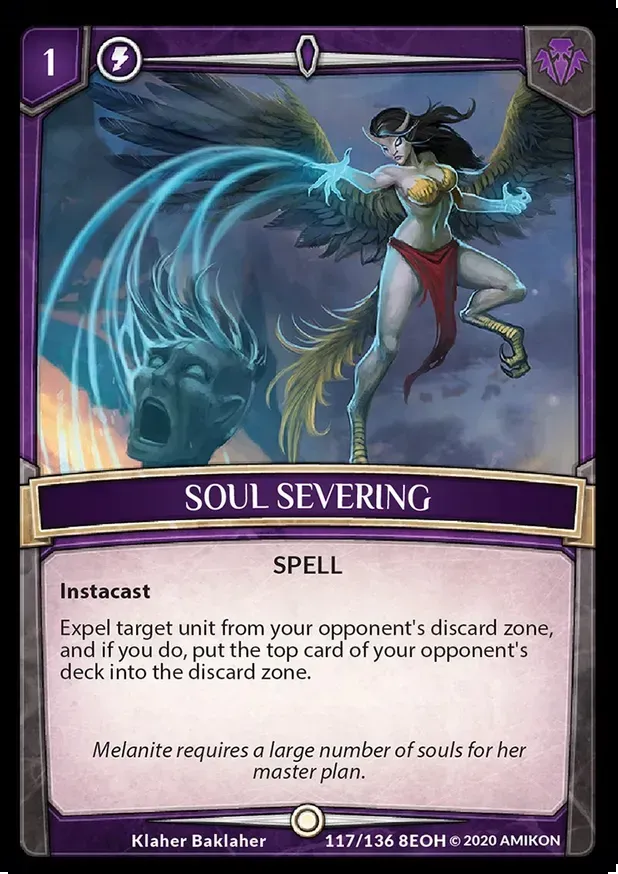 1
SOUL SEVERING
SPELL
Instacast
Expel target unit from your opponent's discard zone,
and if you do, put the top card of your opponent's
deck into the discard zone.
Melanite requires a large number of souls for her
master plan.
Klaher Baklaher 117/136 8EOH © 2020 AMIKON